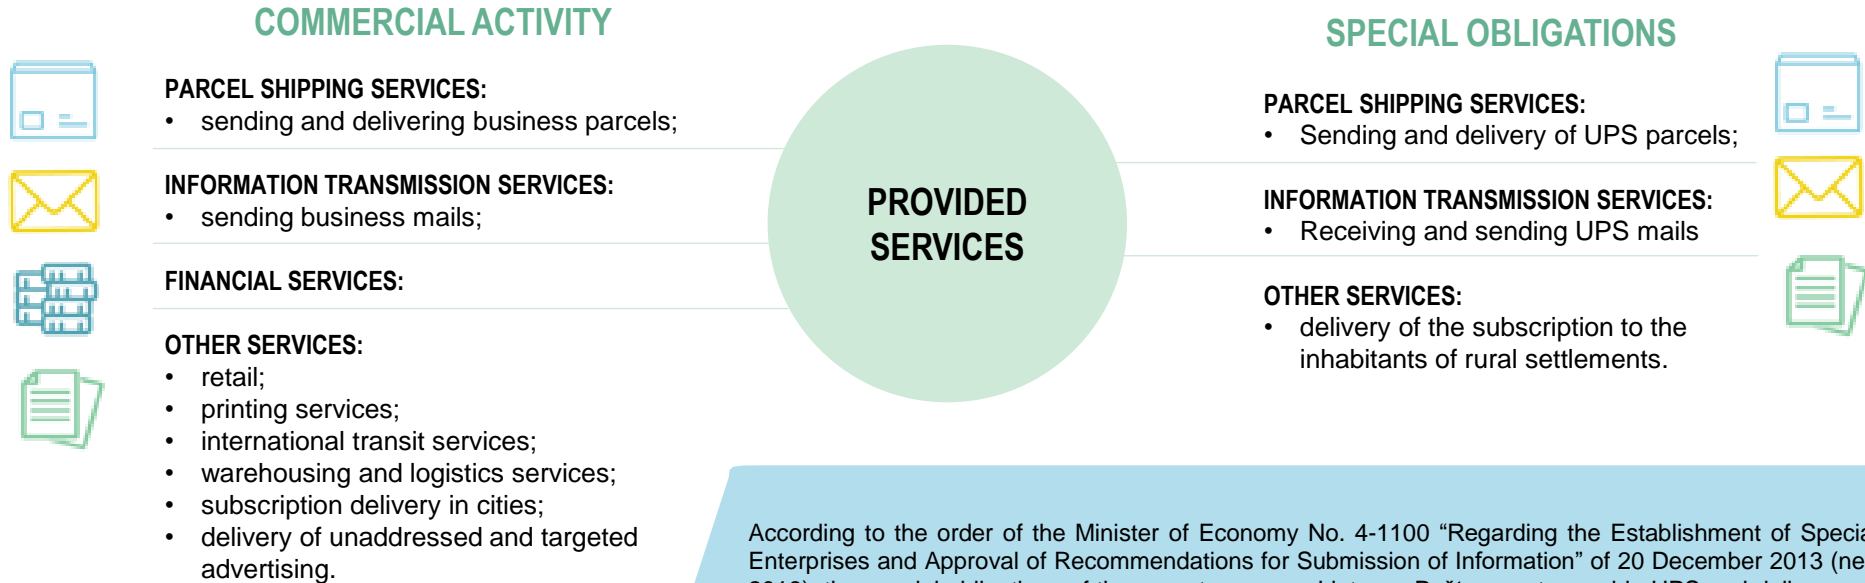 COMMERCIAL ACTIVITY
PARCEL SHIPPING SERVICES:
• sending and delivering business parcels;
INFORMATION TRANSMISSION SERVICES:
• sending business mails;
FINANCIAL SERVICES:
OTHER SERVICES:
• retail;
• printing services;
• international transit services;
• warehousing and logistics services;
• subscription delivery in cities;
• delivery of unaddressed and targeted
advertising.
PROVIDED
SERVICES
SPECIAL OBLIGATIONS
PARCEL SHIPPING SERVICES:
• Sending and delivery of UPS parcels;
INFORMATION TRANSMISSION SERVICES:
• Receiving and sending UPS mails
OTHER SERVICES:
• delivery of the subscription to the
inhabitants of rural settlements.
According to the order of the Minister of Economy No. 4-1100 “Regarding the Establishment of Specia
Enterprises and Approval of Recommendations for Submission of Information” of 20 December 2013 (ne